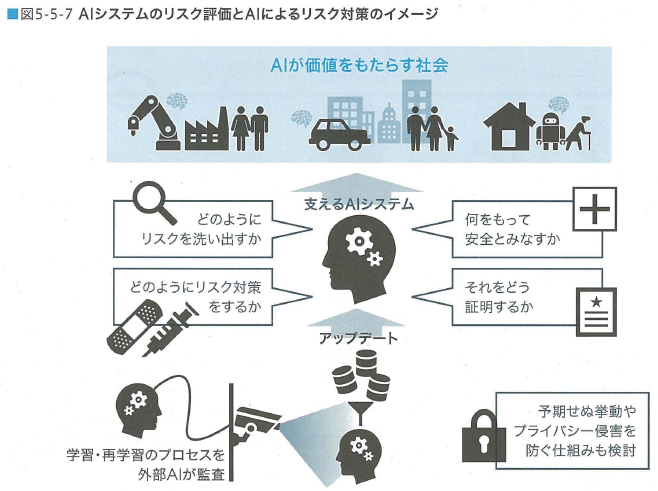 ■図5-5-7 AIシステムのリスク評価とAIによるリスク対策のイメージ
AIが価値をもたらす社会
支えるAIシステム
どのように
リスクを洗い出すか
何をもって
安全とみなすか
どのようにリスク対策
をするか
それをどう
証明するか
アップデート
学習・再学習のプロセスを
外部AIが監査
予期せぬ挙動や
プライバシー侵害を
防ぐ仕組みも検討